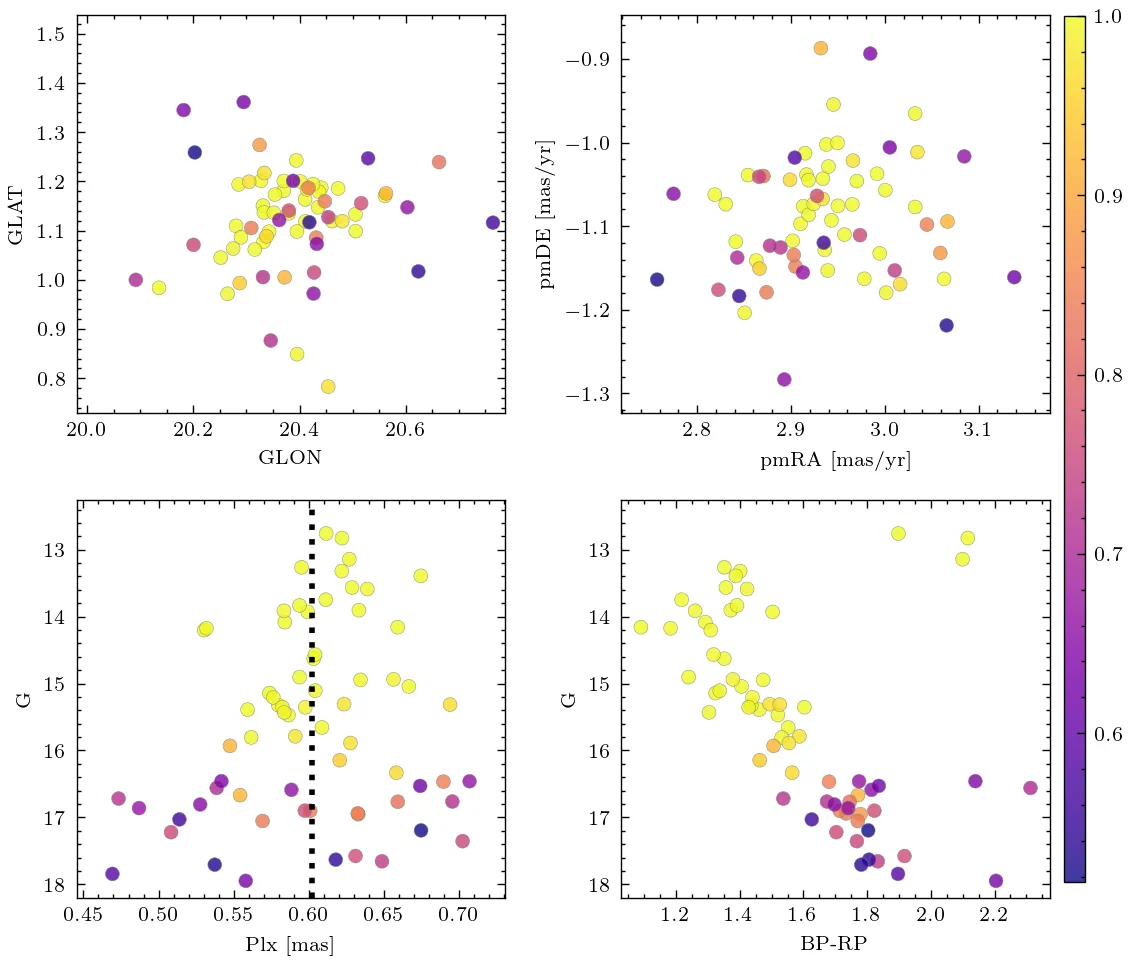 1.5
1.4
1.3
1.2
1.1
1.0
0.9
0.8
GLAT
20.0 20.2 20.4 20.6
GLON
−0.9
−1.0
−1.1
−1.2
−1.3
pmDE [mas/yr]
2.8 2.9 3.0 3.1
pmRA [mas/yr]
1.0
0.9
0.8
0.7
0.6
13
14
15
16
17
18
G
0.45 0.50 0.55 0.60 0.65 0.70
Plx [mas]
13
14
15
16
17
18
G
1.2 1.4 1.6 1.8 2.0 2.2
BP-RP